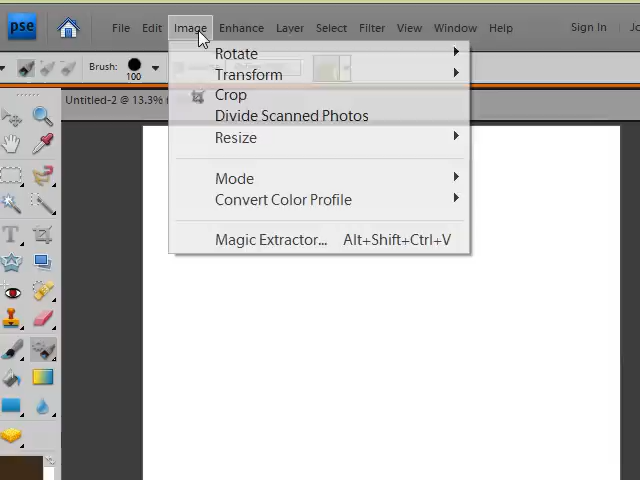 pse File Edit Image Enhance Layer Select Filter View Window Help Sign In
Brush: 100
Untitled-2 @ 13.3%
Rotate
Transform
Crop
Divide Scanned Photos
Resize
Mode
Convert Color Profile
Magic Extractor... Alt+Shift+Ctrl+V
T